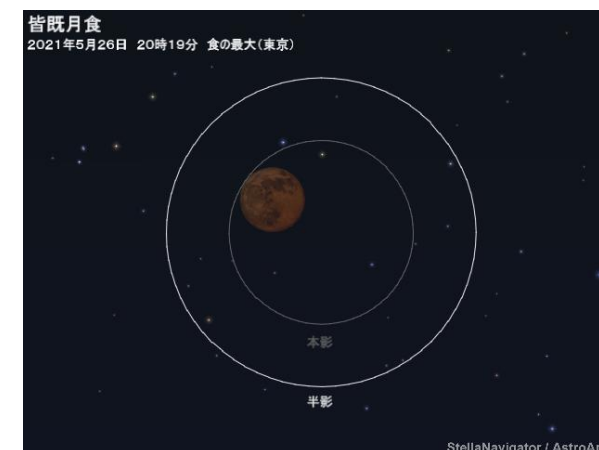 皆既月食
2021年5月26日 20時19分 食の最大(東京)
本影
半影
StellaNavigator / AstroAr